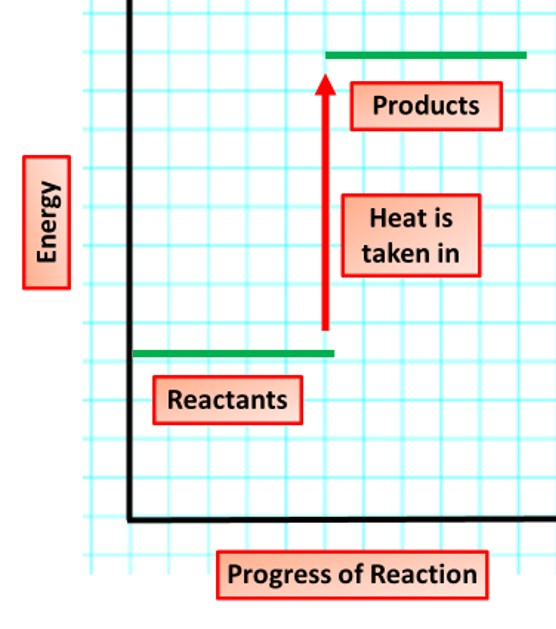 Products
Energy
Heat is
taken in
Reactants
Progress of Reaction